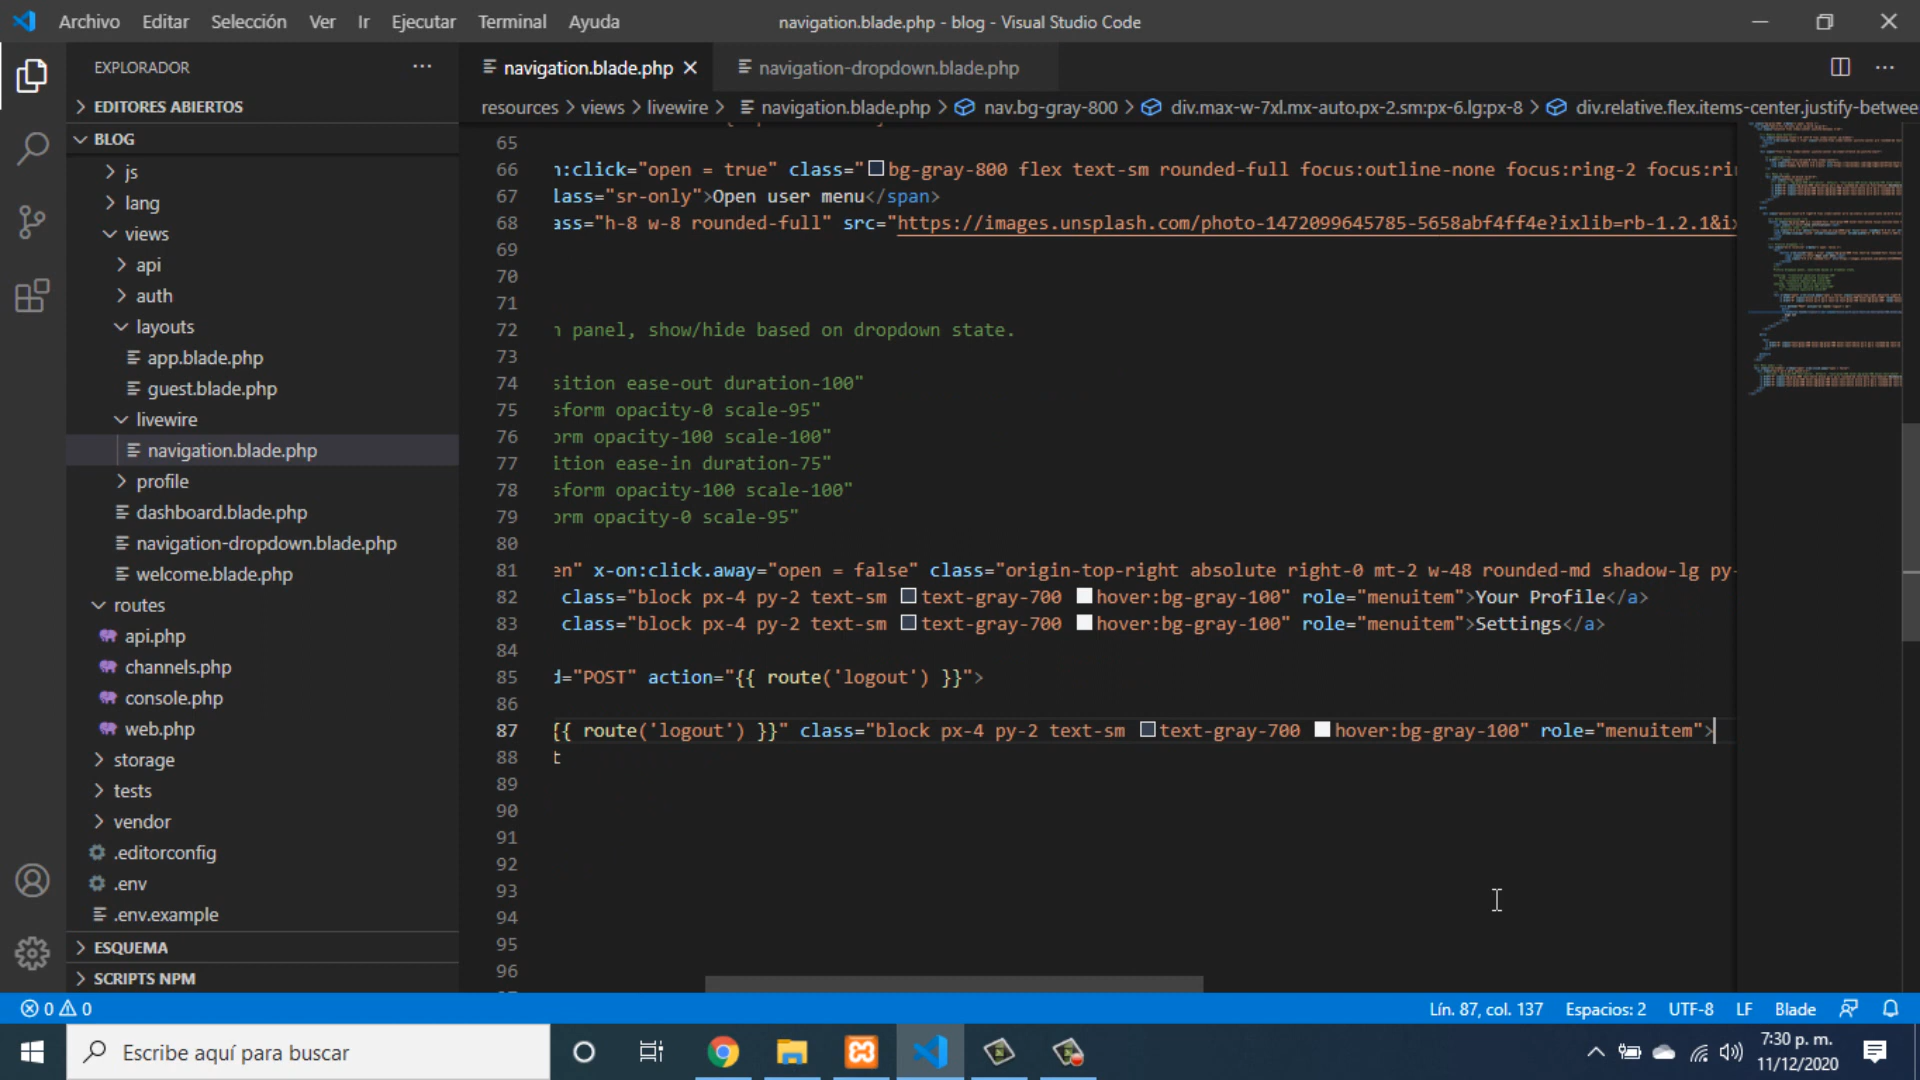 Archivo Editar Selección Ver Ir Ejecutar Terminal Ayuda
navigation.blade.php - blog - Visual Studio Code
EXPLORADOR
navigation.blade.php
navigation-dropdown.blade.php
EDITORES ABIERTOS
resources > views > livewire > navigation.blade.php > nav.bg-gray-800 > div.max-w-7xl.mx-auto.px-2.sm:px-6.lg:px-8 > div.relative.flex.items-center.justify-betwee
BLOG
js
lang
views
api
auth
layouts
app.blade.php
guest.blade.php
livewire
navigation.blade.php
profile
dashboard.blade.php
navigation-dropdown.blade.php
welcome.blade.php
routes
api.php
channels.php
console.php
web.php
storage
tests
vendor
.editorconfig
.env
.env.example
ESQUEMA
SCRIPTS NPM
65
66 n:click="open = true" class="bg-gray-800 flex text-sm rounded-full focus:outline-none focus:ring-2 focus:ri
67 lass="sr-only">Open user menu</span>
68 ass="h-8 w-8 rounded-full" src="https://images.unsplash.com/photo-1472099645785-5658abf4ff4e?ixlib=rb-1.2.1&ix
69
70
71
72 n panel, show/hide based on dropdown state.
73
74 sition ease-out duration-100"
75 sform opacity-0 scale-95"
76 orm opacity-100 scale-100"
77 ition ease-in duration-75"
78 sform opacity-100 scale-100"
79 orm opacity-0 scale-95"
80
81 en" x-on:click.away="open = false" class="origin-top-right absolute right-0 mt-2 w-48 rounded-md shadow-lg py-
82 class="block px-4 py-2 text-sm text-gray-700 hover:bg-gray-100" role="menuitem">Your Profile</a>
83 class="block px-4 py-2 text-sm text-gray-700 hover:bg-gray-100" role="menuitem">Settings</a>
84
85 d="POST" action="{{ route('logout') }}">
86
87 {{ route('logout') }}" class="block px-4 py-2 text-sm text-gray-700 hover:bg-gray-100" role="menuitem">
88 t
89
90
91
92
93
94
95
96
0 0
Lín. 87, col. 137 Espacios: 2 UTF-8 LF Blade
Escribe aquí para buscar
7:30 p. m.
11/12/2020